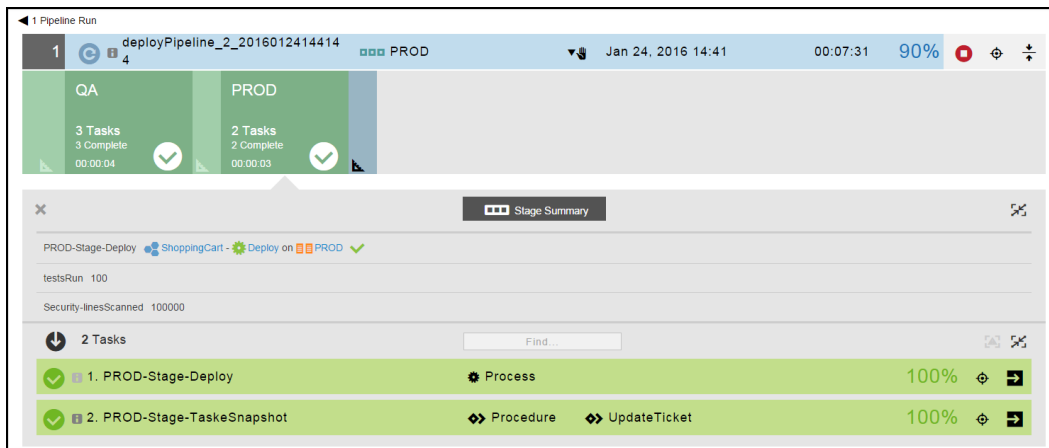 1 Pipeline Run
1 deployPipeline_2_2016012414414 PROD Jan 24, 2016 14:41 00:07:31 90%
4
QA PROD
3 Tasks 2 Tasks
3 Complete 2 Complete
00:00:04 00:00:03
Stage Summary
PROD-Stage-Deploy ShoppingCart - Deploy on PROD
testsRun 100
Security-linesScanned 100000
2 Tasks Find...
1. PROD-Stage-Deploy Process 100%
2. PROD-Stage-TaskeSnapshot Procedure UpdateTicket 100%